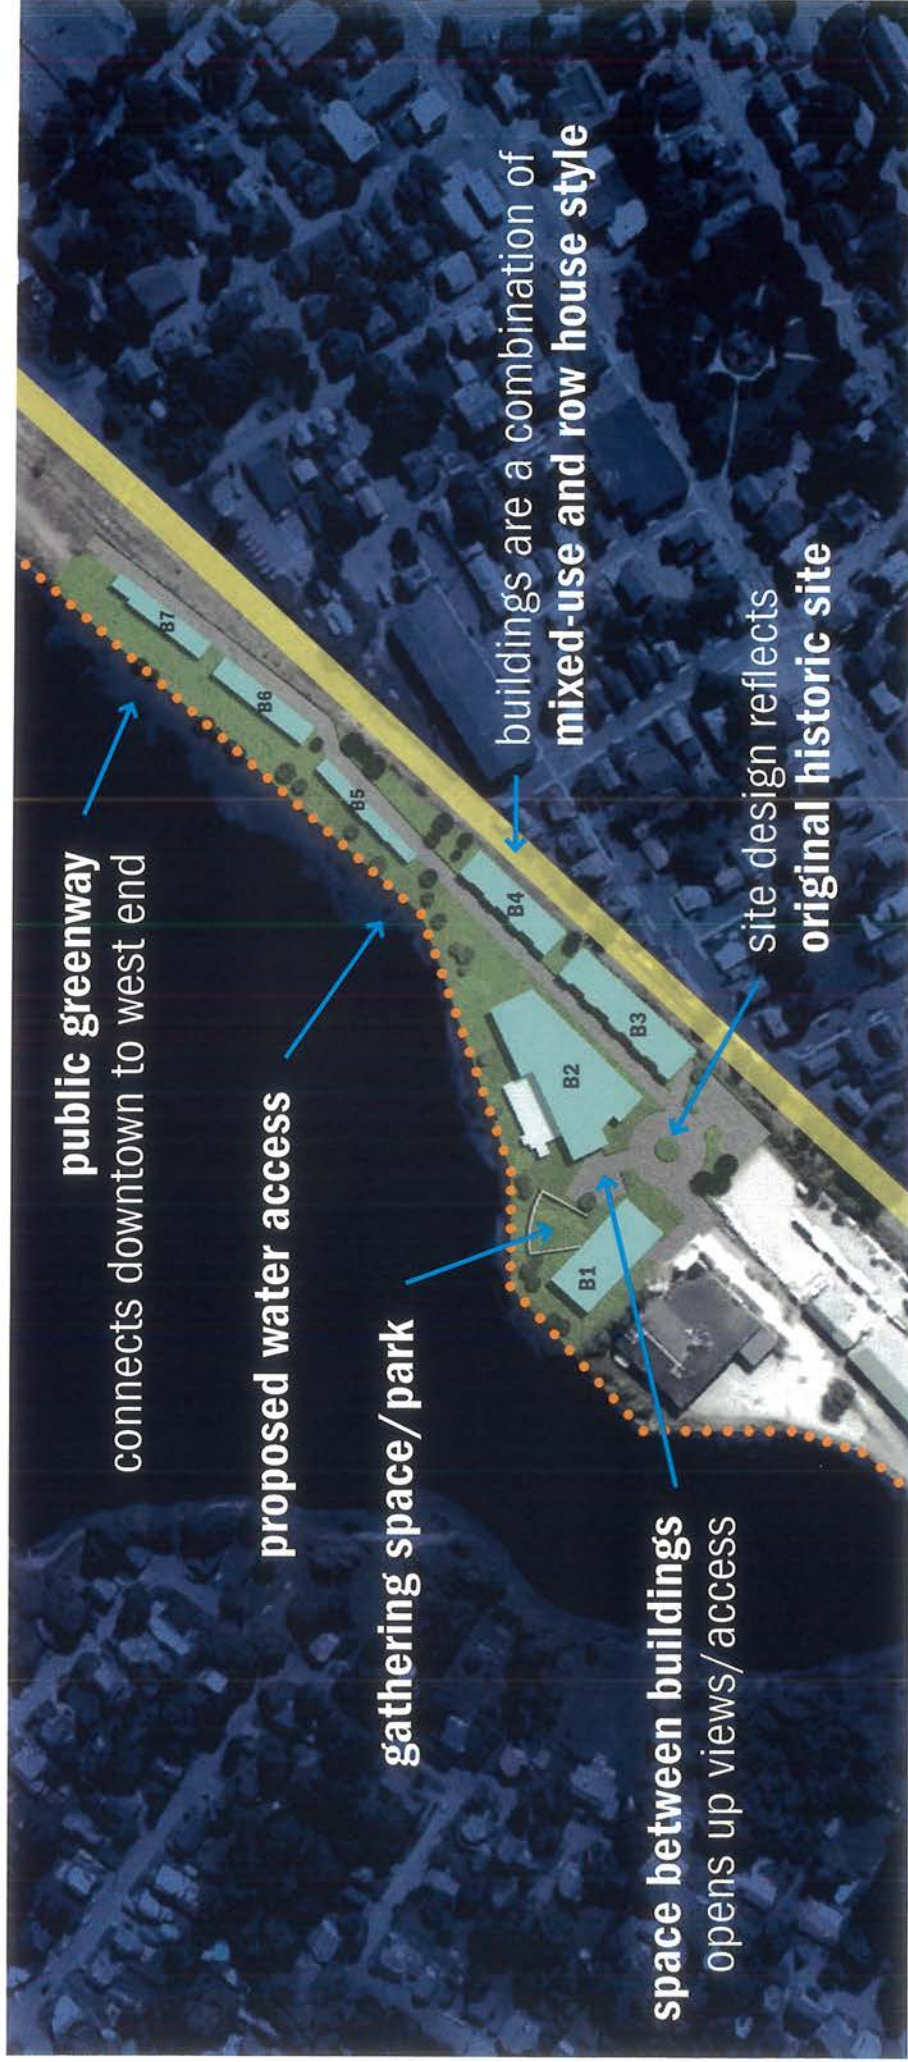 public greenway
connects downtown to west end
proposed water access
gathering space/park
space between buildings
opens up views/access
buildings are a combination of
mixed-use and row house style
site design reflects
original historic site
B1
B2
B3
B4
B5
B6
B7